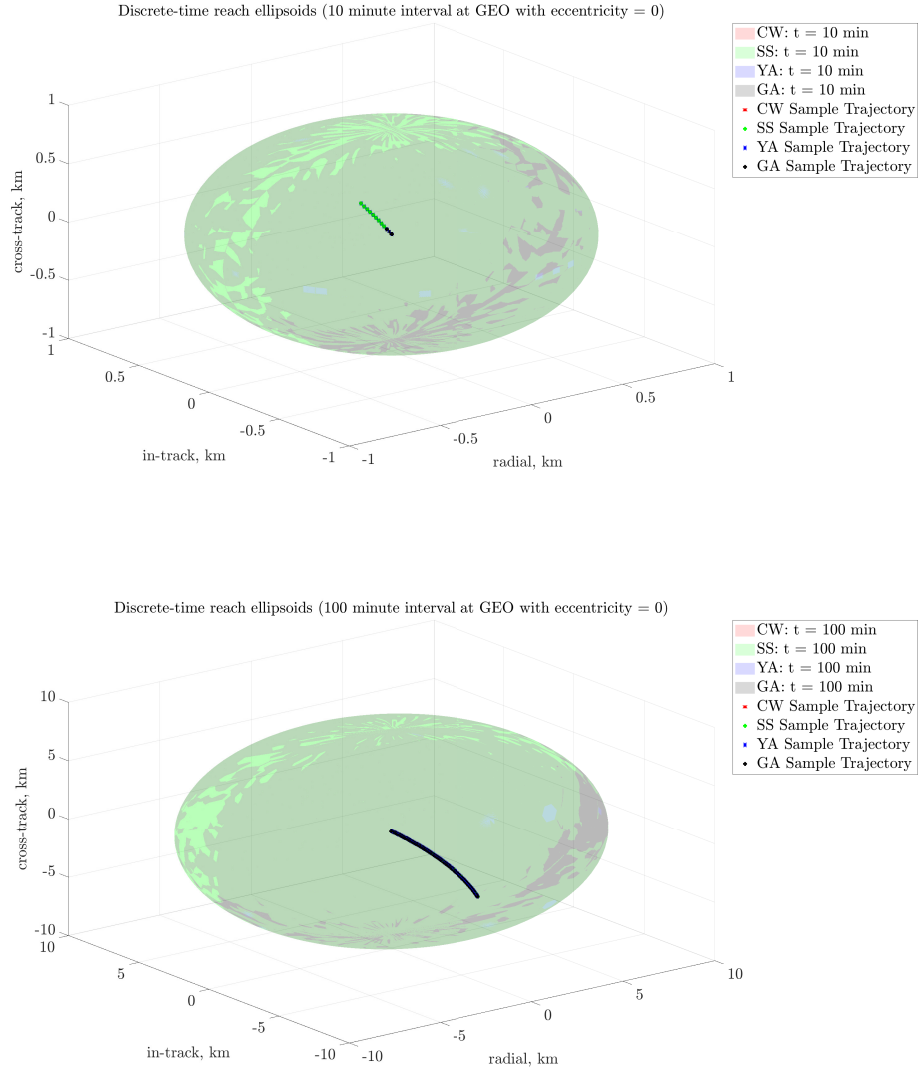 Discrete-time reach ellipsoids (10 minute interval at GEO with eccentricity = 0)
CW: t = 10 min
SS: t = 10 min
YA: t = 10 min
GA: t = 10 min
CW Sample Trajectory
SS Sample Trajectory
YA Sample Trajectory
GA Sample Trajectory
cross-track, km
1
0.5
0
-0.5
-1
1
0.5
0
-0.5
-1
in-track, km
-1
-0.5
0
0.5
1
radial, km
Discrete-time reach ellipsoids (100 minute interval at GEO with eccentricity = 0)
CW: t = 100 min
SS: t = 100 min
YA: t = 100 min
GA: t = 100 min
CW Sample Trajectory
SS Sample Trajectory
YA Sample Trajectory
GA Sample Trajectory
cross-track, km
10
5
0
-5
-10
10
5
0
-5
-10
in-track, km
-10
-5
0
5
10
radial, km